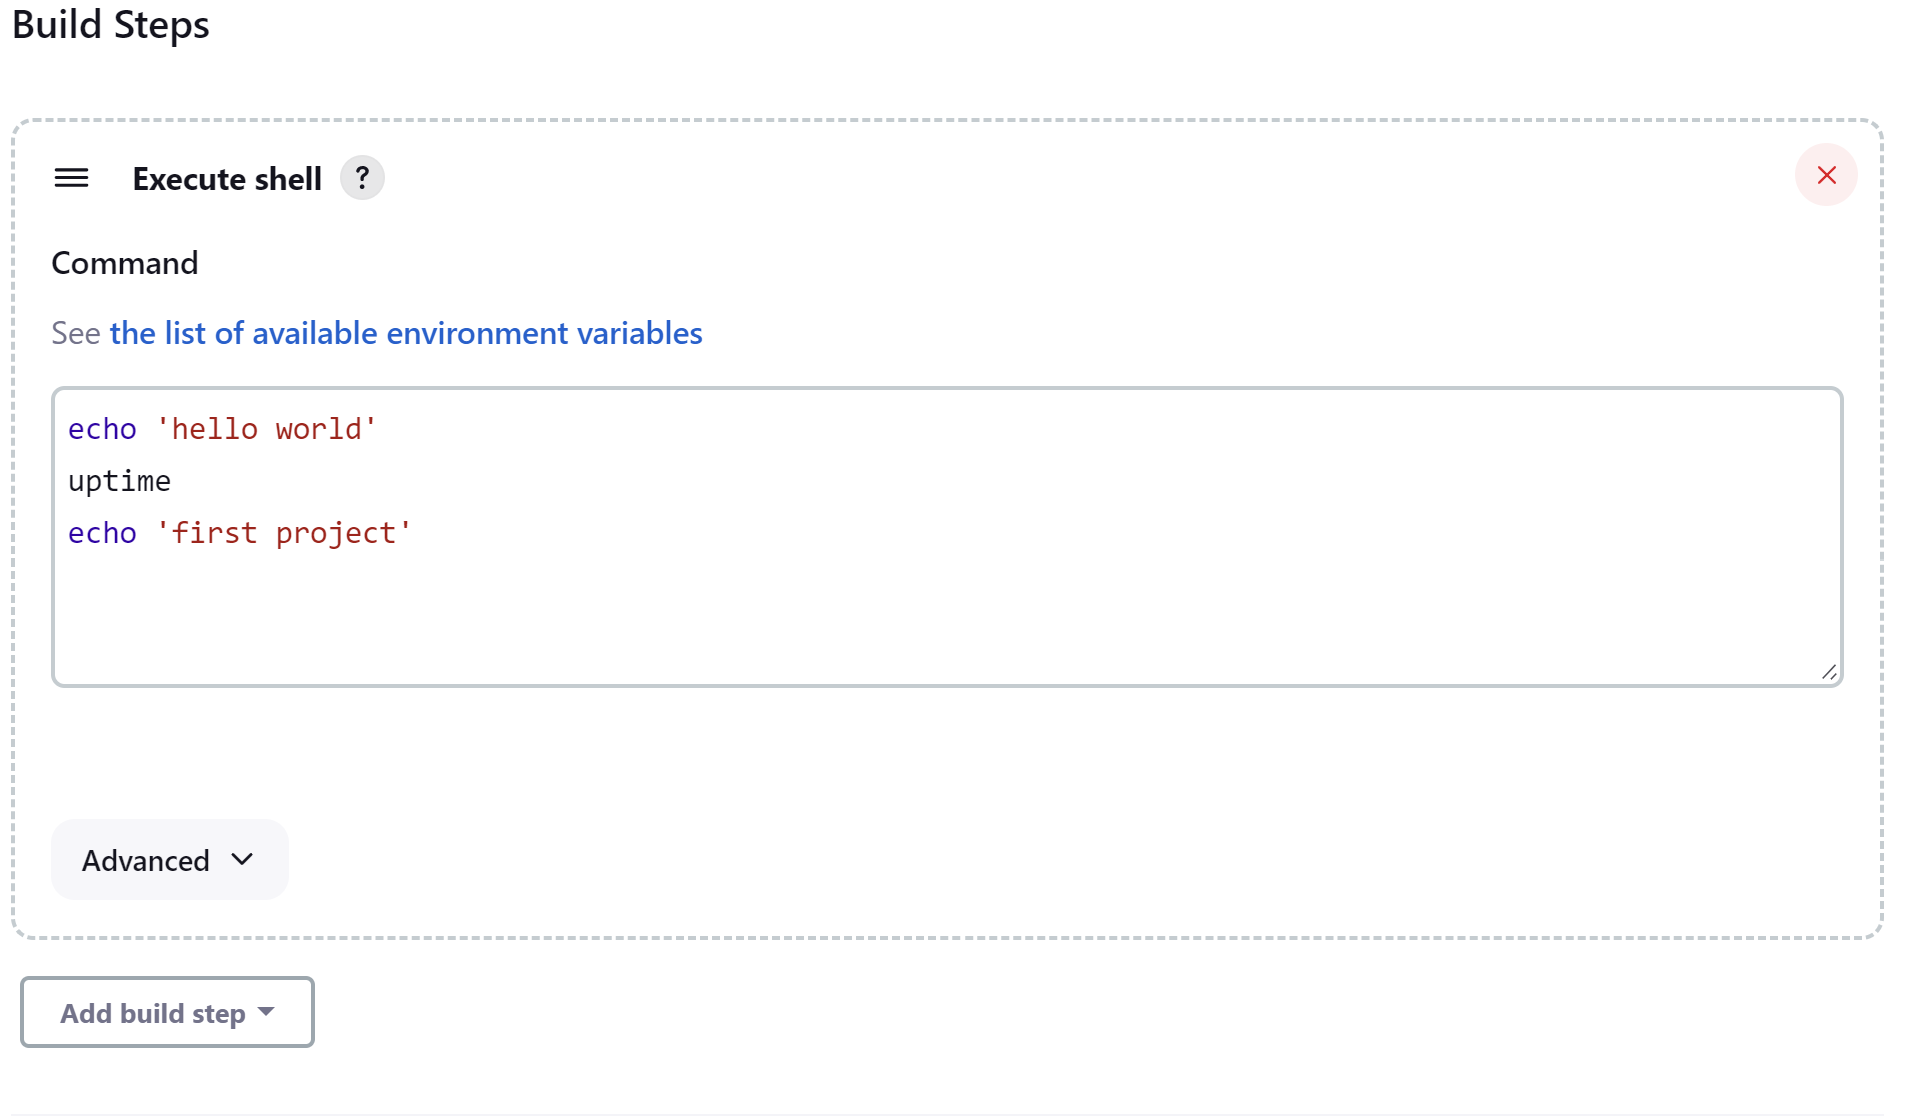 Build Steps
Execute shell ?
Command
See the list of available environment variables
echo 'hello world'
uptime
echo 'first project'
Advanced
Add build step